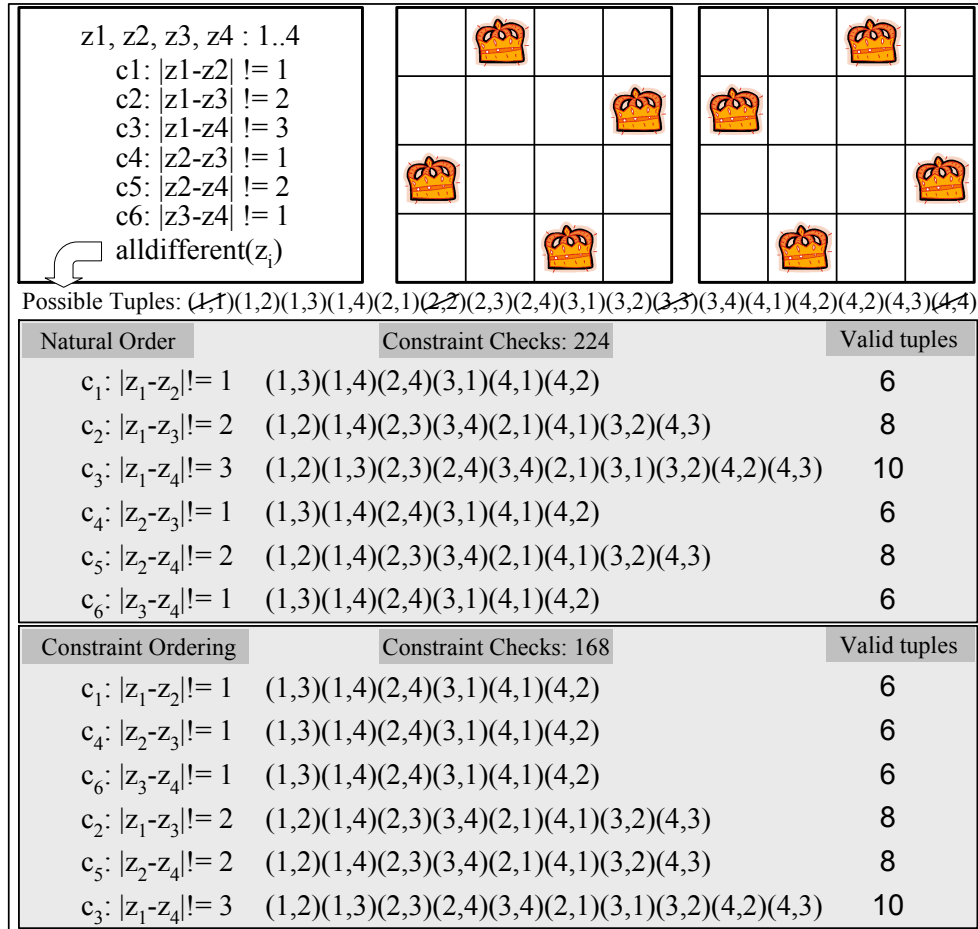 z1, z2, z3, z4 : 1..4
c1: |z1-z2| != 1
c2: |z1-z3| != 2
c3: |z1-z4| != 3
c4: |z2-z3| != 1
c5: |z2-z4| != 2
c6: |z3-z4| != 1
alldifferent(zi)
Possible Tuples: (1,1)(1,2)(1,3)(1,4)(2,1)(2,2)(2,3)(2,4)(3,1)(3,2)(3,3)(3,4)(4,1)(4,2)(4,2)(4,3)(4,4)
Natural Order Constraint Checks: 224 Valid tuples
c1: |z1-z2|!= 1 (1,3)(1,4)(2,4)(3,1)(4,1)(4,2) 6
c2: |z1-z3|!= 2 (1,2)(1,4)(2,3)(3,4)(2,1)(4,1)(3,2)(4,3) 8
c3: |z1-z4|!= 3 (1,2)(1,3)(2,3)(2,4)(3,4)(2,1)(3,1)(3,2)(4,2)(4,3) 10
c4: |z2-z3|!= 1 (1,3)(1,4)(2,4)(3,1)(4,1)(4,2) 6
c5: |z2-z4|!= 2 (1,2)(1,4)(2,3)(3,4)(2,1)(4,1)(3,2)(4,3) 8
c6: |z3-z4|!= 1 (1,3)(1,4)(2,4)(3,1)(4,1)(4,2) 6
Constraint Ordering Constraint Checks: 168 Valid tuples
c1: |z1-z2|!= 1 (1,3)(1,4)(2,4)(3,1)(4,1)(4,2) 6
c4: |z2-z3|!= 1 (1,3)(1,4)(2,4)(3,1)(4,1)(4,2) 6
c6: |z3-z4|!= 1 (1,3)(1,4)(2,4)(3,1)(4,1)(4,2) 6
c2: |z1-z3|!= 2 (1,2)(1,4)(2,3)(3,4)(2,1)(4,1)(3,2)(4,3) 8
c5: |z2-z4|!= 2 (1,2)(1,4)(2,3)(3,4)(2,1)(4,1)(3,2)(4,3) 8
c3: |z1-z4|!= 3 (1,2)(1,3)(2,3)(2,4)(3,4)(2,1)(3,1)(3,2)(4,2)(4,3) 10